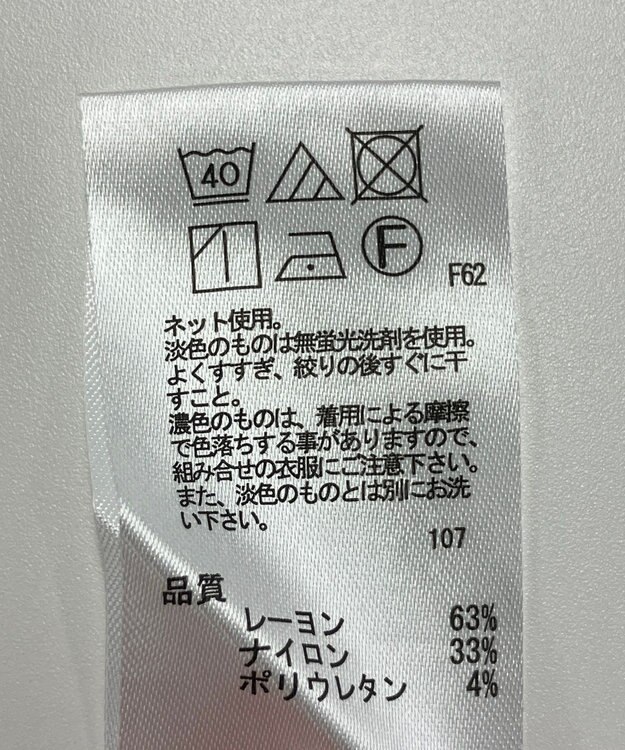 40
F
F62
ネット使用。
淡色のものは無蛍光洗剤を使用。
よくすすぎ、絞りの後すぐに干
すこと。
濃色のものは、着用による摩擦
で色落ちする事がありますので、
組み合せの衣服にご注意下さい。
また、淡色のものとは別にお洗
い下さい。
107
品質
レーヨン 63%
ナイロン 33%
ポリウレタン 4%